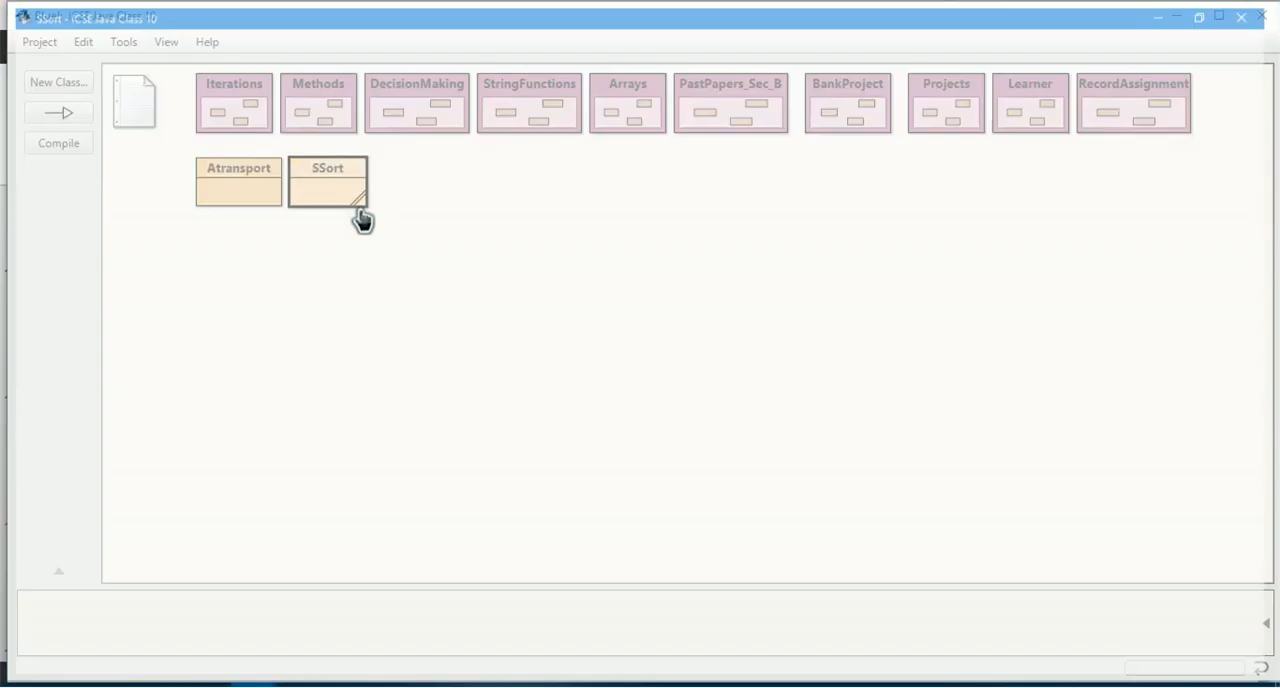 SSort - ICSE Java Class 10
Project Edit Tools View Help
New Class...
Compile
Iterations Methods DecisionMaking StringFunctions Arrays PastPapers_Sec_B BankProject Projects Learner RecordAssignment
Atransport SSort